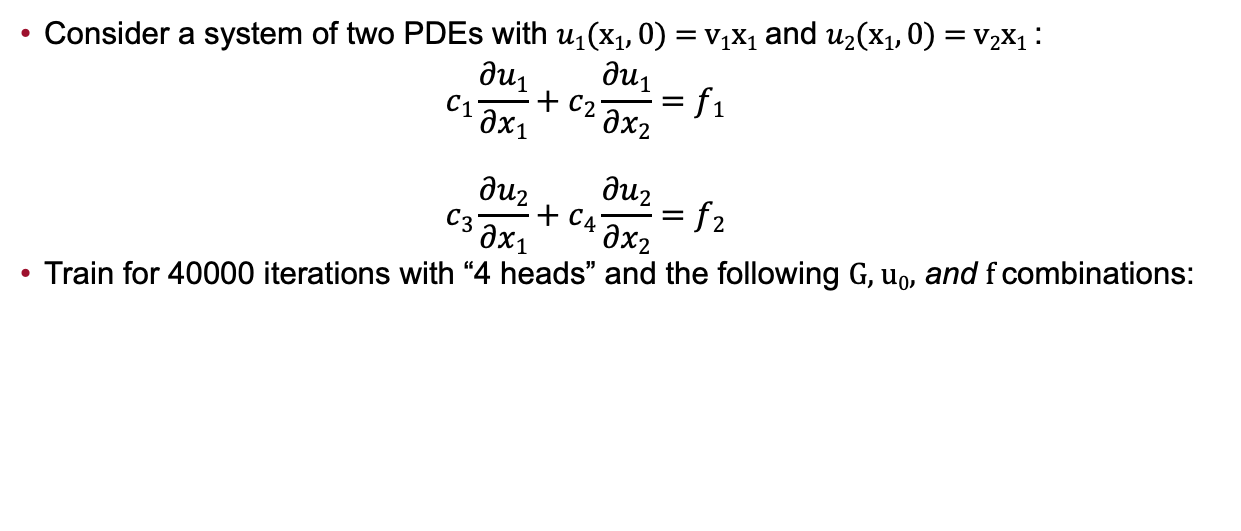 • Consider a system of two PDEs with u₁(x₁, 0) = v₁x₁ and u₂(x₁, 0) = v₂x₁ :
c₁ ∂u₁/∂x₁ + c₂ ∂u₁/∂x₂ = f₁
c₃ ∂u₂/∂x₁ + c₄ ∂u₂/∂x₂ = f₂
• Train for 40000 iterations with “4 heads” and the following G, u₀, and f combinations: